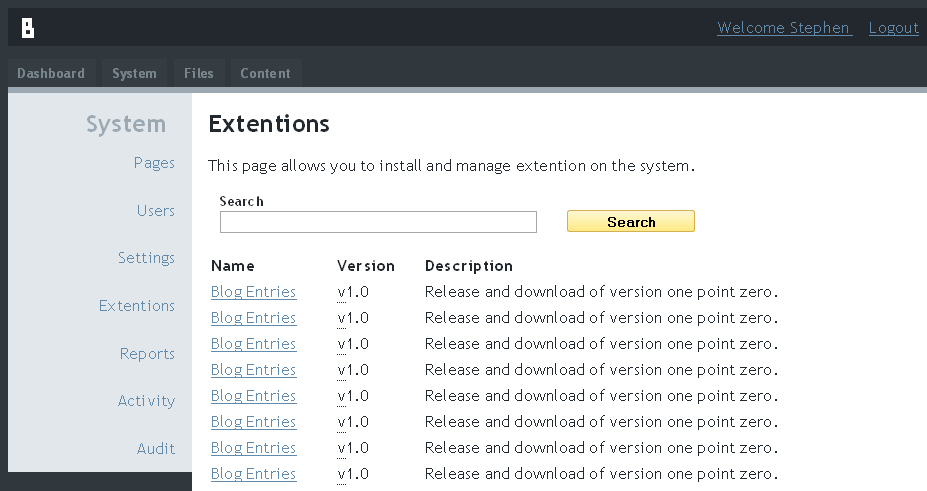 Welcome Stephen Logout
Dashboard System Files Content
System
Pages
Users
Settings
Extentions
Reports
Activity
Audit
Extentions
This page allows you to install and manage extention on the system.
Search
Search
Name Version Description
Blog Entries v1.0 Release and download of version one point zero.
Blog Entries v1.0 Release and download of version one point zero.
Blog Entries v1.0 Release and download of version one point zero.
Blog Entries v1.0 Release and download of version one point zero.
Blog Entries v1.0 Release and download of version one point zero.
Blog Entries v1.0 Release and download of version one point zero.
Blog Entries v1.0 Release and download of version one point zero.
Blog Entries v1.0 Release and download of version one point zero.